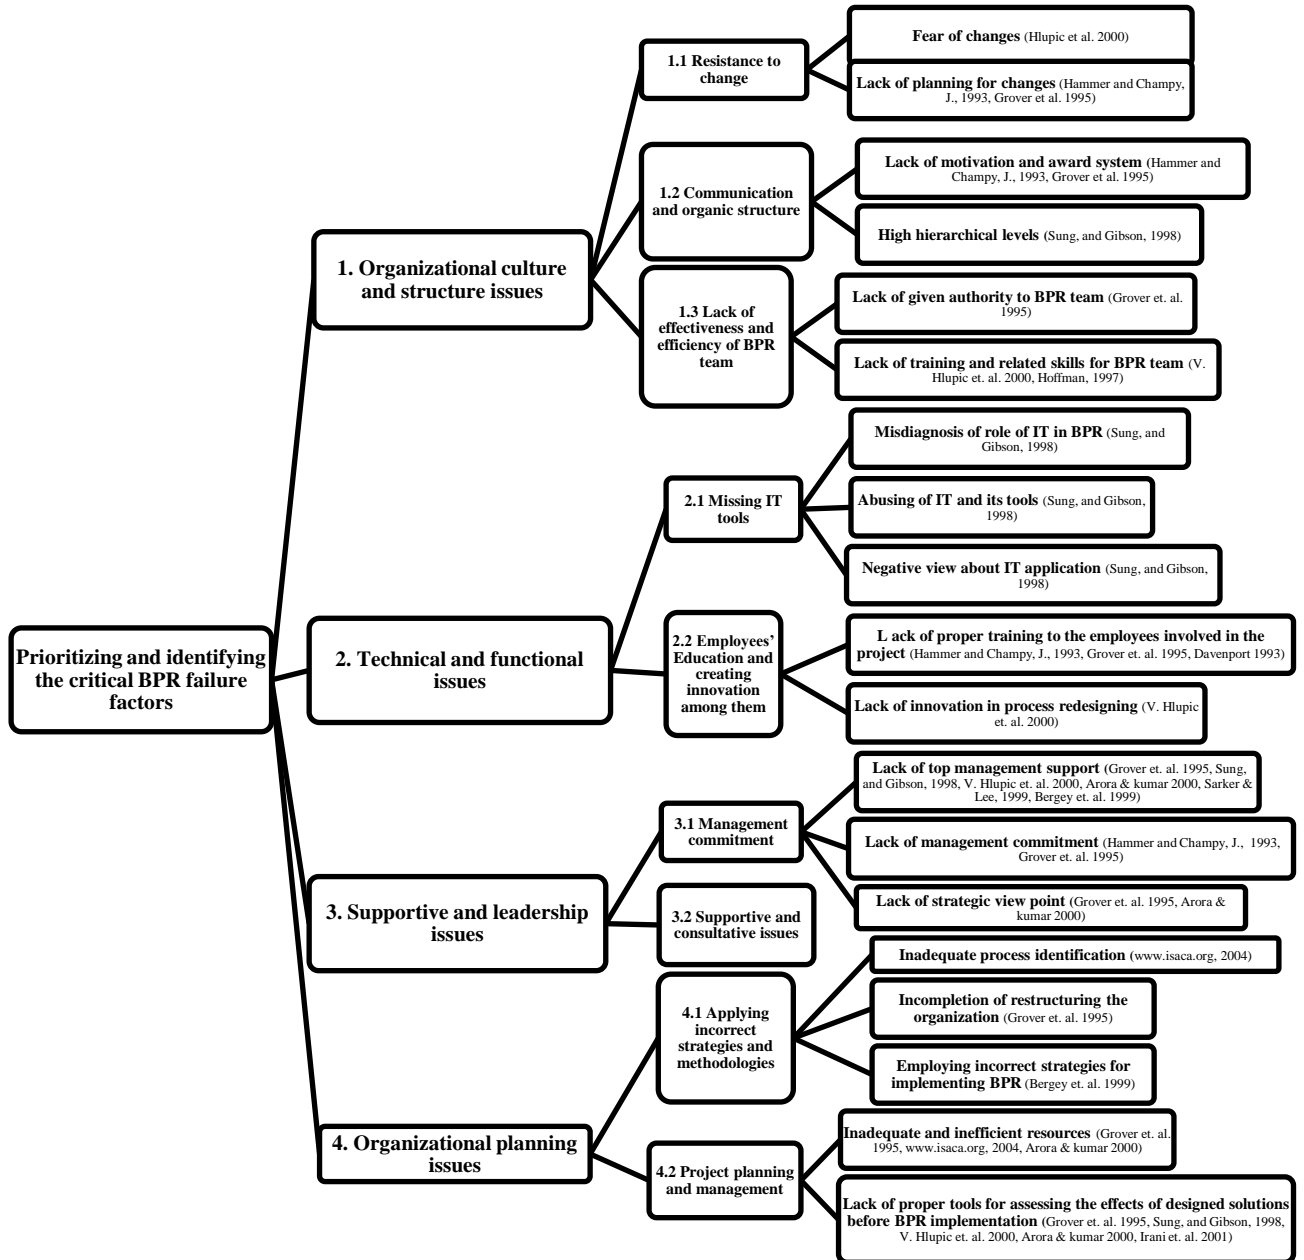 Prioritizing and identifying
the critical BPR failure
factors
1. Organizational culture
and structure issues
1.1 Resistance to
change
Fear of changes (Hlupic et al. 2000)
Lack of planning for changes (Hammer and Champy,
J., 1993, Grover et al. 1995)
1.2 Communication
and organic structure
Lack of motivation and award system (Hammer and
Champy, J., 1993, Grover et al. 1995)
High hierarchical levels (Sung, and Gibson, 1998)
1.3 Lack of
effectiveness and
efficiency of BPR
team
Lack of given authority to BPR team (Grover et. al.
1995)
Lack of training and related skills for BPR team (V.
Hlupic et. al. 2000, Hoffman, 1997)
2. Technical and functional
issues
2.1 Missing IT
tools
Misdiagnosis of role of IT in BPR (Sung, and
Gibson, 1998)
Abusing of IT and its tools (Sung, and Gibson,
1998)
Negative view about IT application (Sung, and Gibson,
1998)
2.2 Employees’
Education and
creating
innovation
among them
L ack of proper training to the employees involved in the
project (Hammer and Champy, J., 1993, Grover et. al. 1995, Davenport 1993)
Lack of innovation in process redesigning (V. Hlupic
et. al. 2000)
3. Supportive and leadership
issues
3.1 Management
commitment
Lack of top management support (Grover et. al. 1995, Sung,
and Gibson, 1998, V. Hlupic et. al. 2000, Arora & kumar 2000, Sarker &
Lee, 1999, Bergey et. al. 1999)
Lack of management commitment (Hammer and Champy, J., 1993,
Grover et. al. 1995)
Lack of strategic view point (Grover et. al. 1995, Arora &
kumar 2000)
3.2 Supportive and
consultative issues
4. Organizational planning
issues
4.1 Applying
incorrect
strategies and
methodologies
Inadequate process identification (www.isaca.org, 2004)
Incompletion of restructuring the
organization (Grover et. al. 1995)
Employing incorrect strategies for
implementing BPR (Bergey et. al. 1999)
4.2 Project planning
and management
Inadequate and inefficient resources (Grover et. al.
1995, www.isaca.org, 2004, Arora & kumar 2000)
Lack of proper tools for assessing the effects of designed solutions
before BPR implementation (Grover et. al. 1995, Sung, and Gibson, 1998,
V. Hlupic et. al. 2000, Arora & kumar 2000, Irani et. al. 2001)